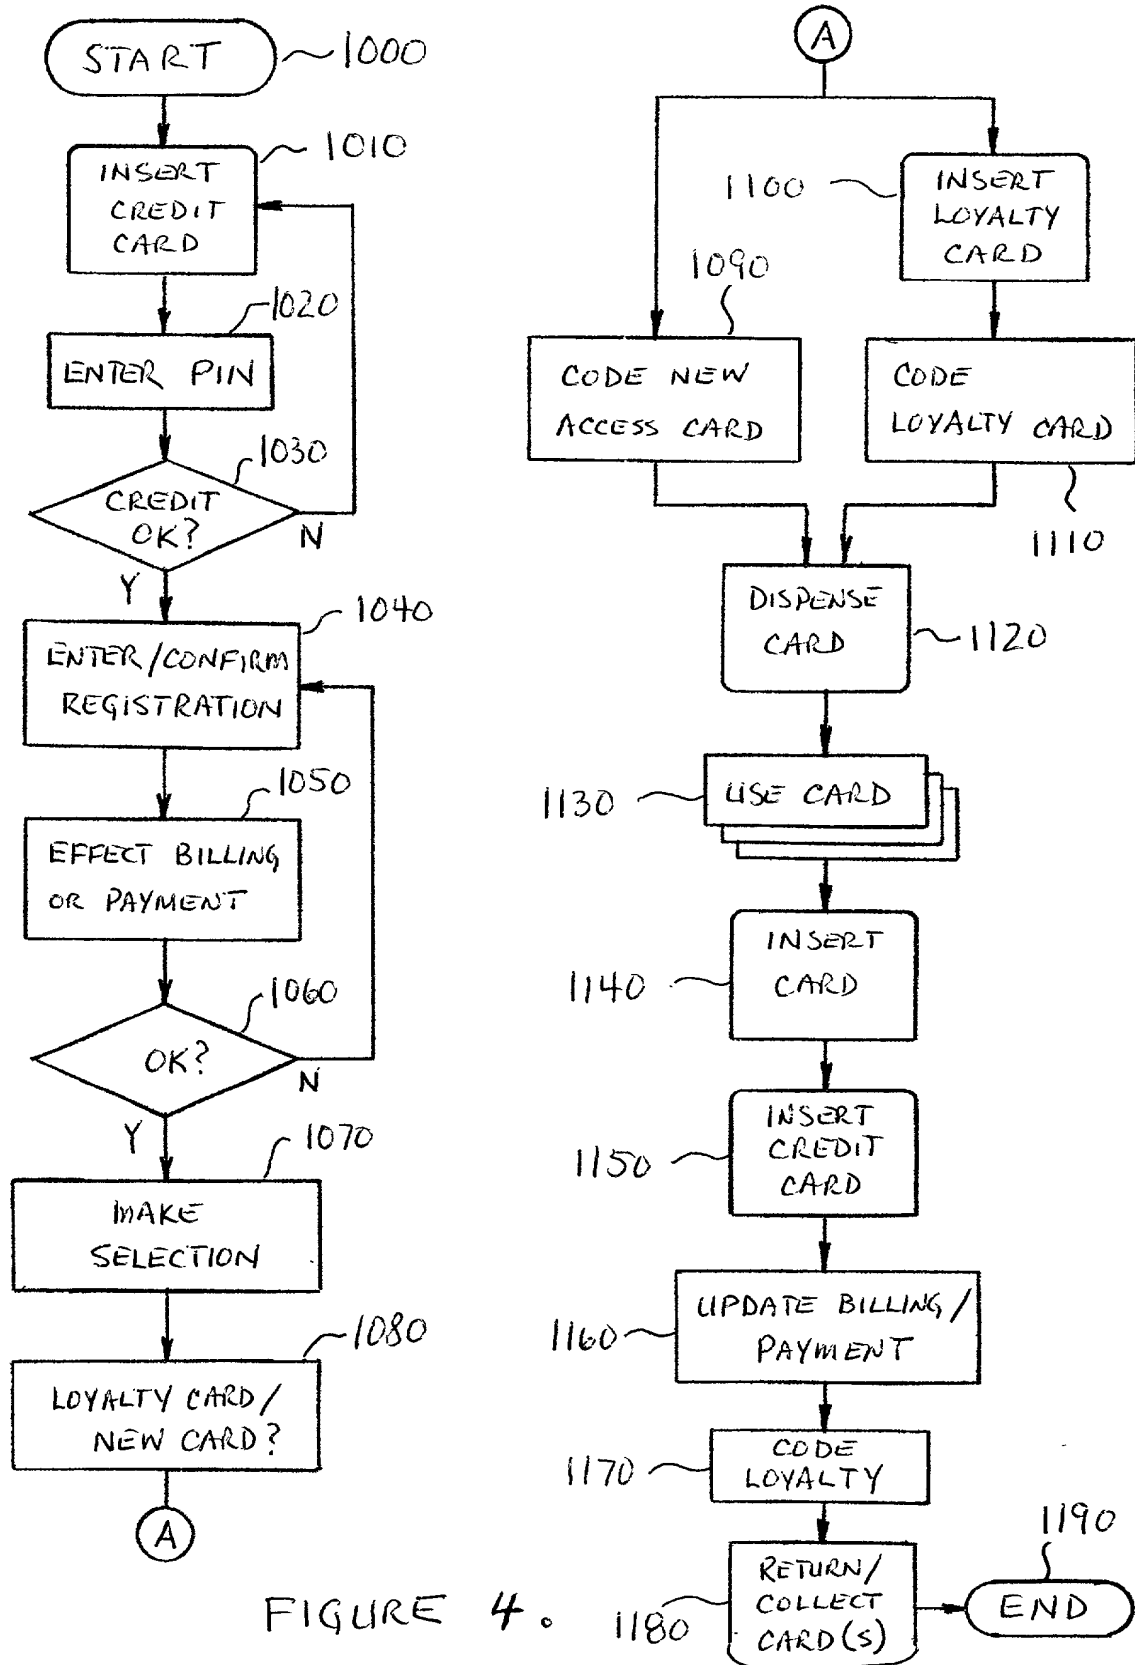 START
1000
1010
INSERT
CREDIT
CARD
1020
ENTER PIN
1030
CREDIT
OK?
N
Y
1040
ENTER/CONFIRM
REGISTRATION
1050
EFFECT BILLING
OR PAYMENT
1060
OK?
N
Y
1070
MAKE
SELECTION
1080
LOYALTY CARD/
NEW CARD?
A
A
1100
INSERT
LOYALTY
CARD
1090
CODE NEW
ACCESS CARD
CODE
LOYALTY CARD
1110
DISPENSE
CARD
1120
1130
USE CARD
INSERT
CARD
1140
INSERT
CREDIT
CARD
1150
UPDATE BILLING/
PAYMENT
1160
CODE
LOYALTY
1170
RETURN/
COLLECT
CARD(S)
1180
1190
END
FIGURE 4.